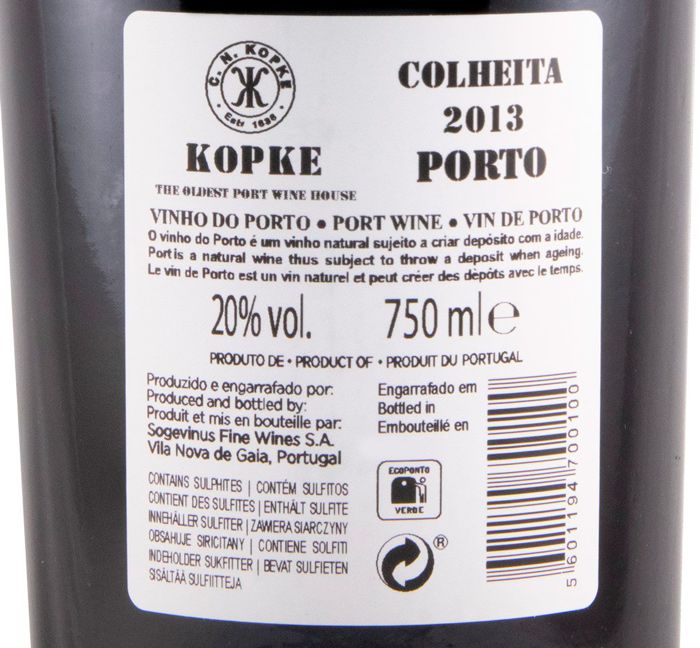 C. N. KOPKE
Estr 1638
KOPKE
THE OLDEST PORT WINE HOUSE
COLHEITA
2013
PORTO
VINHO DO PORTO • PORT WINE • VIN DE PORTO
O vinho do Porto é um vinho natural sujeito a criar depósito com a idade.
Port is a natural wine thus subject to throw a deposit when ageing.
Le vin de Porto est un vin naturel et peut créer des dépôts avec le temps.
20% vol. 750 ml e
PRODUTO DE • PRODUCT OF • PRODUIT DU PORTUGAL
Produzido e engarrafado por:
Produced and bottled by:
Produit et mis en bouteille par:
Sogevinus Fine Wines S.A.
Vila Nova de Gaia, Portugal
Engarrafado em
Bottled in
Embouteillé en
CONTAINS SULPHITES | CONTÉM SULFITOS
CONTIENT DES SULFITES | ENTHÄLT SULFITE
INNEHÅLLER SULFITER | ZAWIERA SIARCZYNY
OBSAHUJE SIRICITANY | CONTIENE SOLFITI
INDEHOLDER SUKFITTER | BEVAT SULFIETEN
SISÄLTÄÄ SULFIITTEJA
ECOPONTO
VERDE
®
5 601194 700100